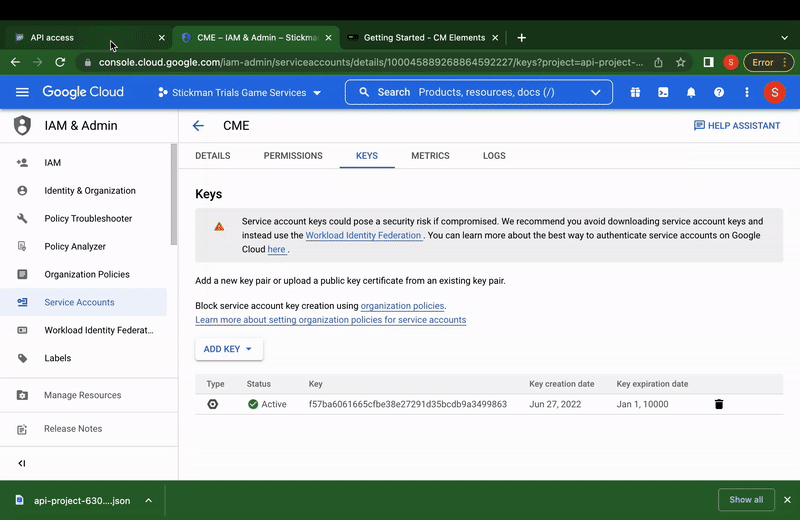 API access
CME – IAM & Admin – Stickma
Getting Started - CM Elements
console.cloud.google.com/iam-admin/serviceaccounts/details/100045889268864592227/keys?project=api-project-...
S
Error
Google Cloud
Stickman Trials Game Services
Search Products, resources, docs (/)
S
IAM & Admin
CME
HELP ASSISTANT
IAM
Identity & Organization
Policy Troubleshooter
Policy Analyzer
Organization Policies
Service Accounts
Workload Identity Federat...
Labels
Manage Resources
Release Notes
DETAILS PERMISSIONS KEYS METRICS LOGS
Keys
Service account keys could pose a security risk if compromised. We recommend you avoid downloading service account keys and
instead use the Workload Identity Federation . You can learn more about the best way to authenticate service accounts on Google
Cloud here .
Add a new key pair or upload a public key certificate from an existing key pair.
Block service account key creation using organization policies.
Learn more about setting organization policies for service accounts
ADD KEY
Type Status Key Key creation date Key expiration date
Active f57ba6061665cfbe38e27291d35bcdb9a3499863 Jun 27, 2022 Jan 1, 10000
api-project-630....json
Show all